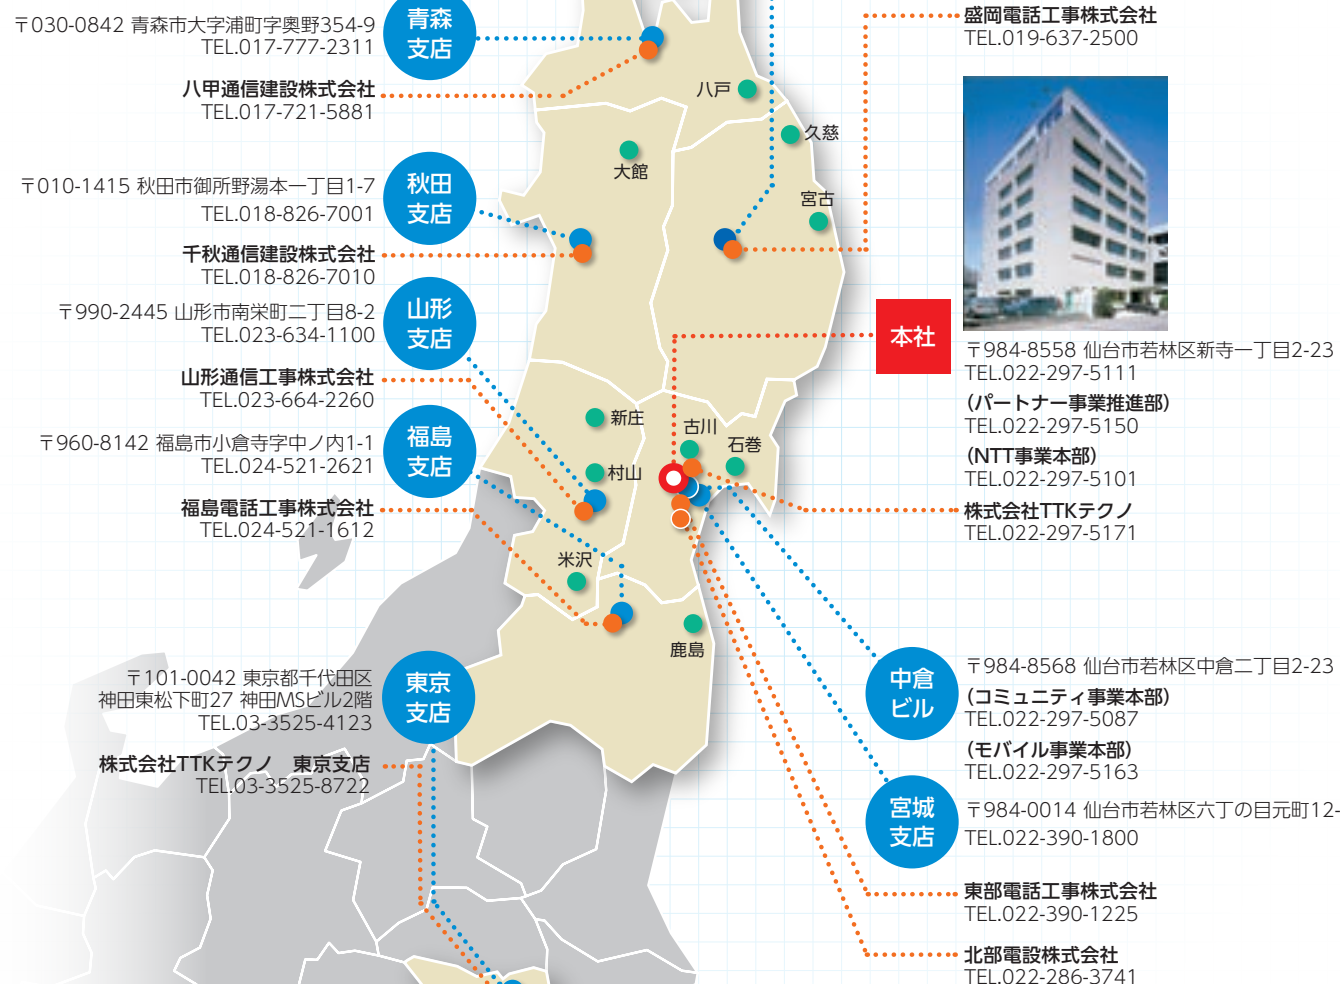 〒030-0842 青森市大字浦町字奥野354-9
TEL.017-777-2311
青森
支店
八甲通信建設株式会社
TEL.017-721-5881
〒010-1415 秋田市御所野湯本一丁目1-7
TEL.018-826-7001
秋田
支店
千秋通信建設株式会社
TEL.018-826-7010
〒990-2445 山形市南栄町二丁目8-2
TEL.023-634-1100
山形
支店
山形通信工事株式会社
TEL.023-664-2260
〒960-8142 福島市小倉寺字中ノ内1-1
TEL.024-521-2621
福島
支店
福島電話工事株式会社
TEL.024-521-1612
〒101-0042 東京都千代田区
神田東松下町27 神田MSビル2階
TEL.03-3525-4123
東京
支店
株式会社TTKテクノ　東京支店
TEL.03-3525-8722
八戸
久慈
大館
宮古
新庄
古川
石巻
村山
米沢
鹿島
盛岡電話工事株式会社
TEL.019-637-2500
本社
〒984-8558 仙台市若林区新寺一丁目2-23
TEL.022-297-5111
(パートナー事業推進部)
TEL.022-297-5150
(NTT事業本部)
TEL.022-297-5101
株式会社TTKテクノ
TEL.022-297-5171
中倉
ビル
〒984-8568 仙台市若林区中倉二丁目2-23
(コミュニティ事業本部)
TEL.022-297-5087
(モバイル事業本部)
TEL.022-297-5163
宮城
支店
〒984-0014 仙台市若林区六丁の目元町12-
TEL.022-390-1800
東部電話工事株式会社
TEL.022-390-1225
北部電設株式会社
TEL.022-286-3741